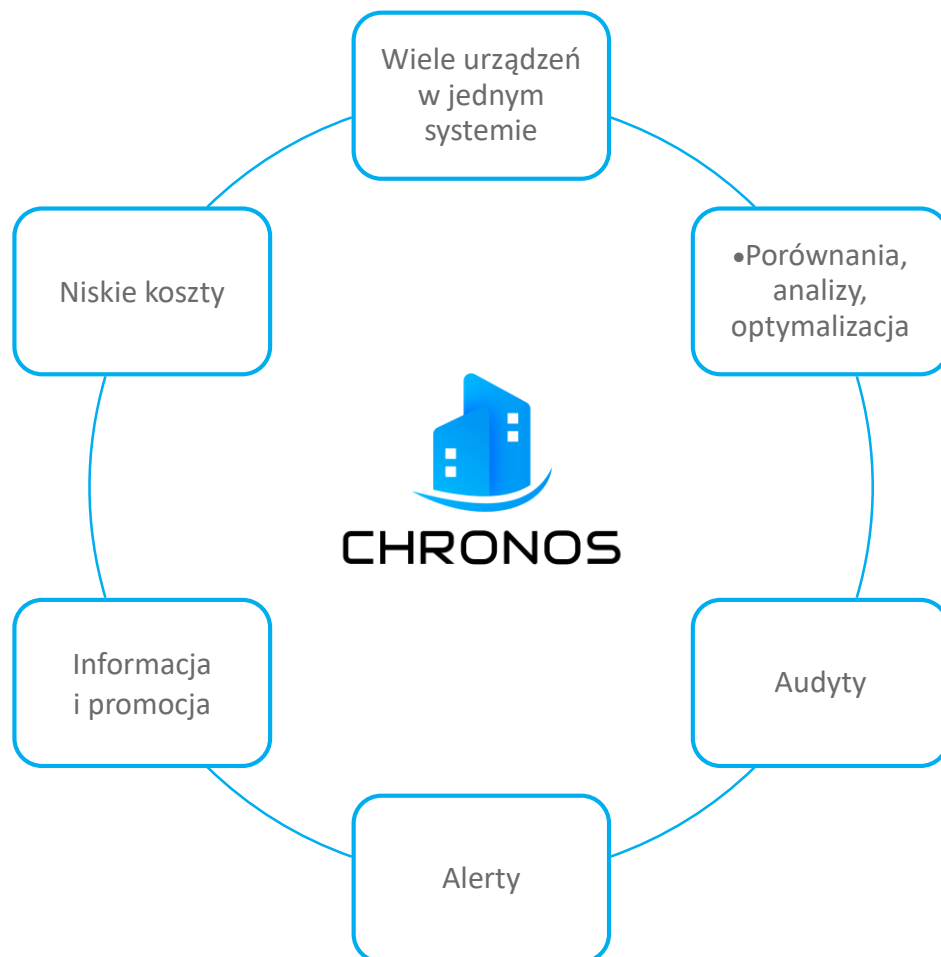 Wiele urządzeń
w jednym
systemie
Niskie koszty
•Porównania,
analizy,
optymalizacja
CHRONOS
Informacja
i promocja
Audyty
Alerty